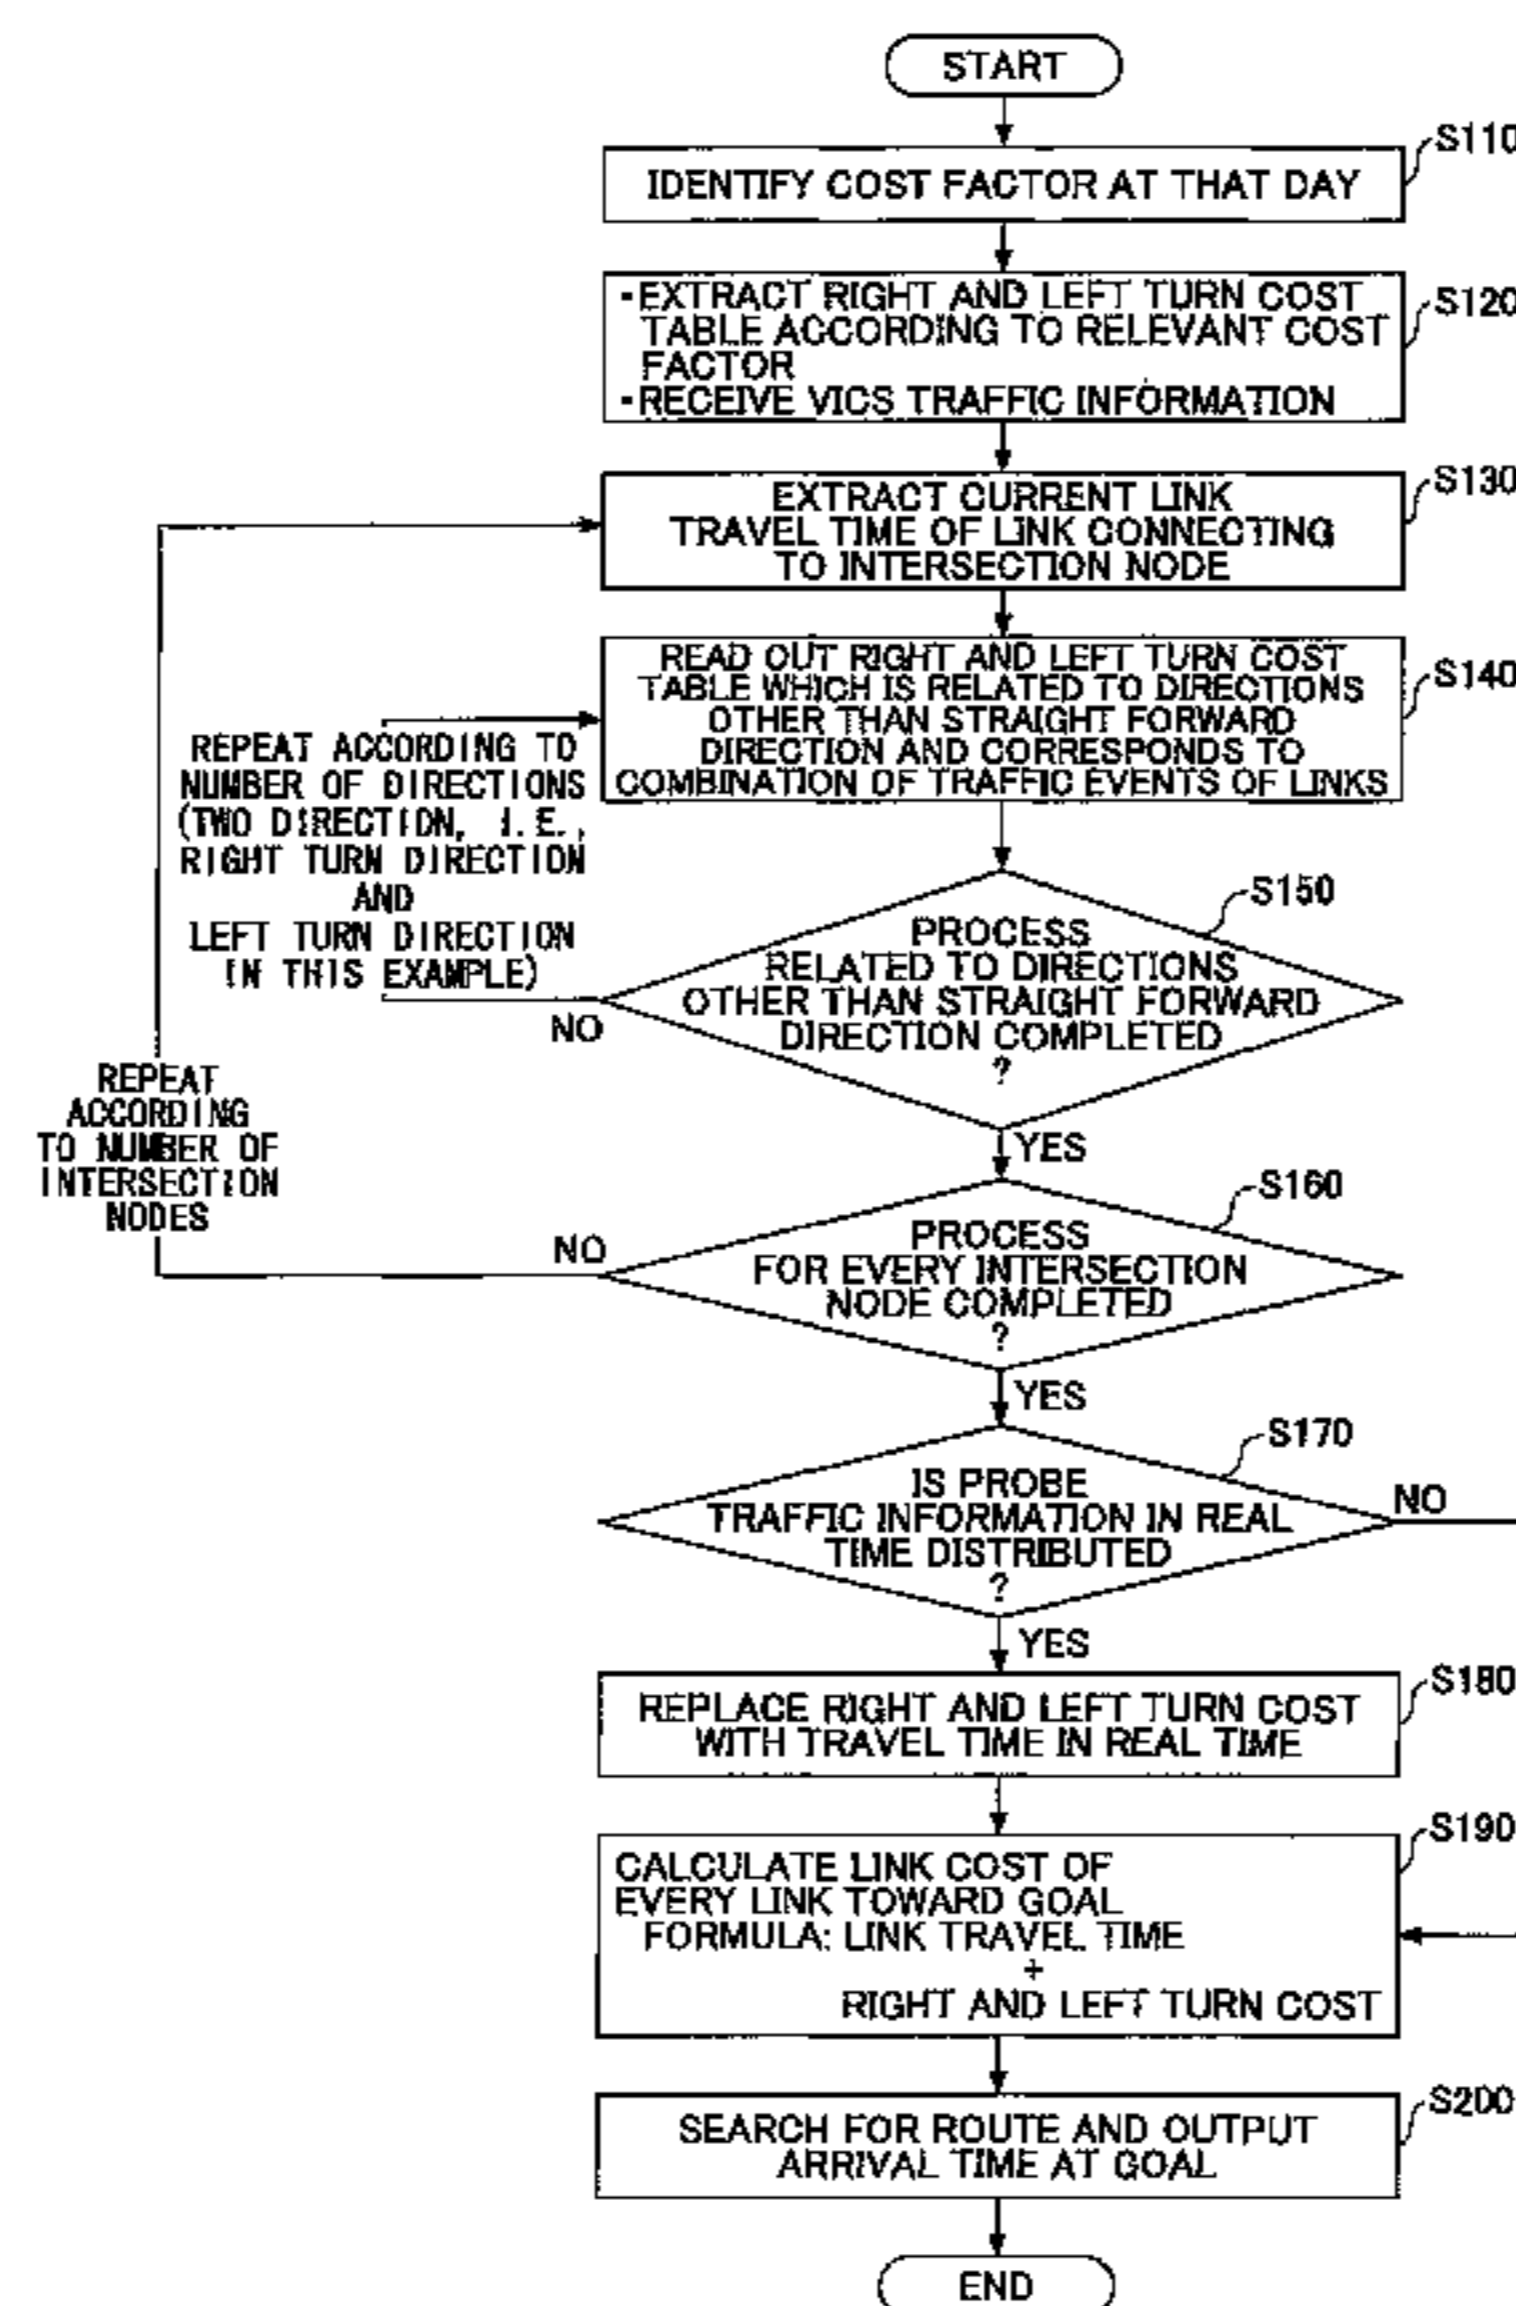 START
S110
IDENTIFY COST FACTOR AT THAT DAY
S120
-EXTRACT RIGHT AND LEFT TURN COST
TABLE ACCORDING TO RELEVANT COST
FACTOR
-RECEIVE VICS TRAFFIC INFORMATION
S130
EXTRACT CURRENT LINK
TRAVEL TIME OF LINK CONNECTING
TO INTERSECTION NODE
S140
READ OUT RIGHT AND LEFT TURN COST
TABLE WHICH IS RELATED TO DIRECTIONS
OTHER THAN STRAIGHT FORWARD
DIRECTION AND CORRESPONDS TO
COMBINATION OF TRAFFIC EVENTS OF LINKS
REPEAT ACCORDING TO
NUMBER OF DIRECTIONS
(TWO DIRECTION, I.E.,
RIGHT TURN DIRECTION
AND
LEFT TURN DIRECTION
IN THIS EXAMPLE)
S150
PROCESS
RELATED TO DIRECTIONS
OTHER THAN STRAIGHT FORWARD
DIRECTION COMPLETED
?
NO
YES
REPEAT
ACCORDING
TO NUMBER OF
INTERSECTION
NODES
S160
PROCESS
FOR EVERY INTERSECTION
NODE COMPLETED
?
NO
YES
S170
IS PROBE
TRAFFIC INFORMATION IN REAL
TIME DISTRIBUTED
?
NO
YES
S180
REPLACE RIGHT AND LEFT TURN COST
WITH TRAVEL TIME IN REAL TIME
S190
CALCULATE LINK COST OF
EVERY LINK TOWARD GOAL
FORMULA: LINK TRAVEL TIME
+
RIGHT AND LEFT TURN COST
S200
SEARCH FOR ROUTE AND OUTPUT
ARRIVAL TIME AT GOAL
END